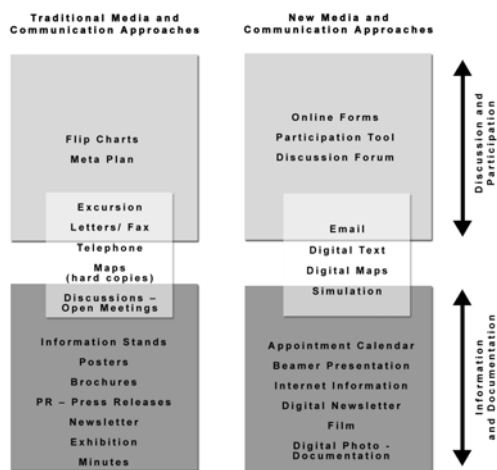 Traditional Media and
Communication Approaches
Flip Charts
Meta Plan
Excursion
Letters/ Fax
Telephone
Maps
(hard copies)
Discussions –
Open Meetings
Information Stands
Posters
Brochures
PR – Press Releases
Newsletter
Exhibition
Minutes
New Media and
Communication Approaches
Online Forms
Participation Tool
Discussion Forum
Email
Digital Text
Digital Maps
Simulation
Appointment Calendar
Beamer Presentation
Internet Information
Digital Newsletter
Film
Digital Photo -
Documentation
Discussion and
Participation
Information
and Documentation